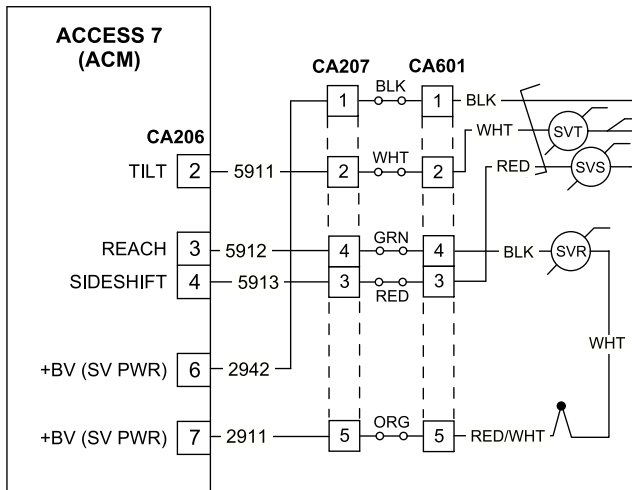 ACCESS 7
(ACM)
CA207 CA601
BLK
1 1 BLK
CA206
WHT SVT
TILT 2 5911 2 WHT 2
RED SVS
REACH 3 5912 4 GRN 4 BLK SVR
SIDESHIFT 4 5913 3 RED 3
WHT
+BV (SV PWR) 6 2942
+BV (SV PWR) 7 2911 5 ORG 5 RED/WHT